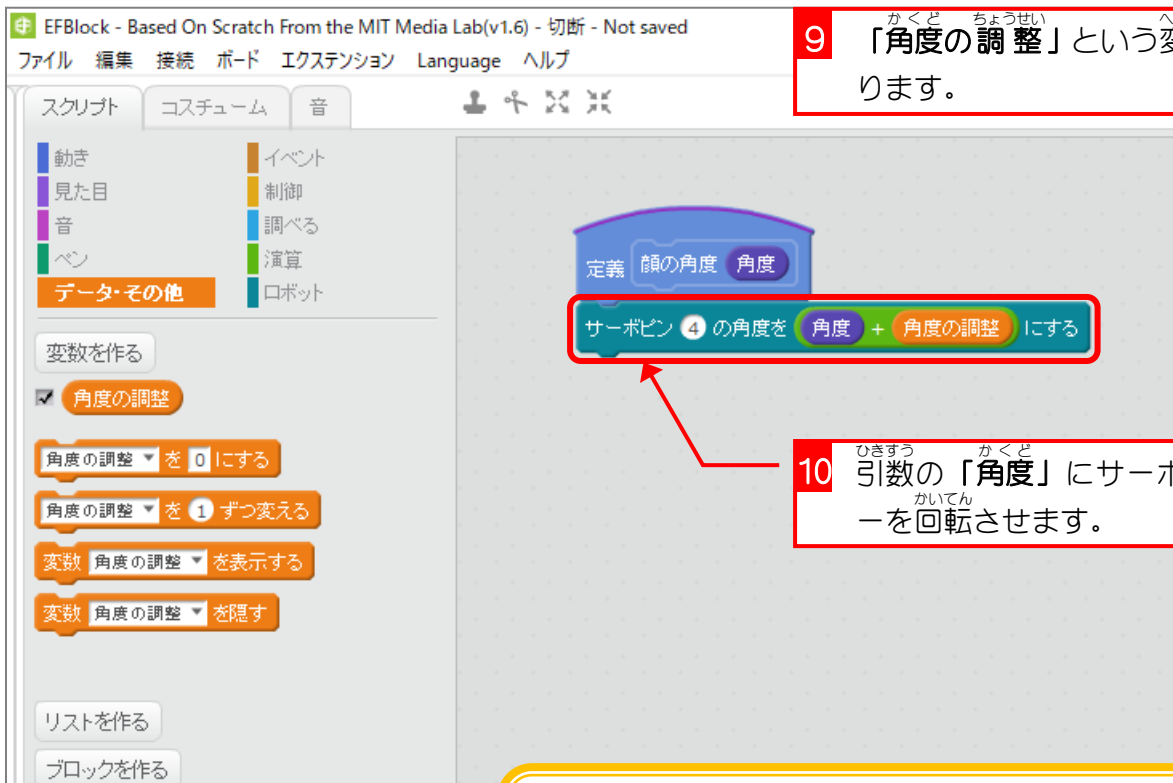 EFBlock - Based On Scratch From the MIT Media Lab(v1.6) - 切断 - Not saved
ファイル 編集 接続 ボード エクステンション Language ヘルプ
スクリプト コスチューム 音
動き イベント
見た目 制御
音 調べる
ペン 演算
データ・その他 ロボット
変数を作る
角度の調整
角度の調整 を 0 にする
角度の調整 を 1 ずつ変える
変数 角度の調整 を表示する
変数 角度の調整 を隠す
リストを作る
ブロックを作る
定義 顔の角度 角度
サーボピン 4 の角度を 角度 + 角度の調整 にする
かくど ちょうせい
9 「角度の調整」という変
ります。
ひきすう かくど
10 引数の「角度」にサーボ
かいてん
ーを回転させます。